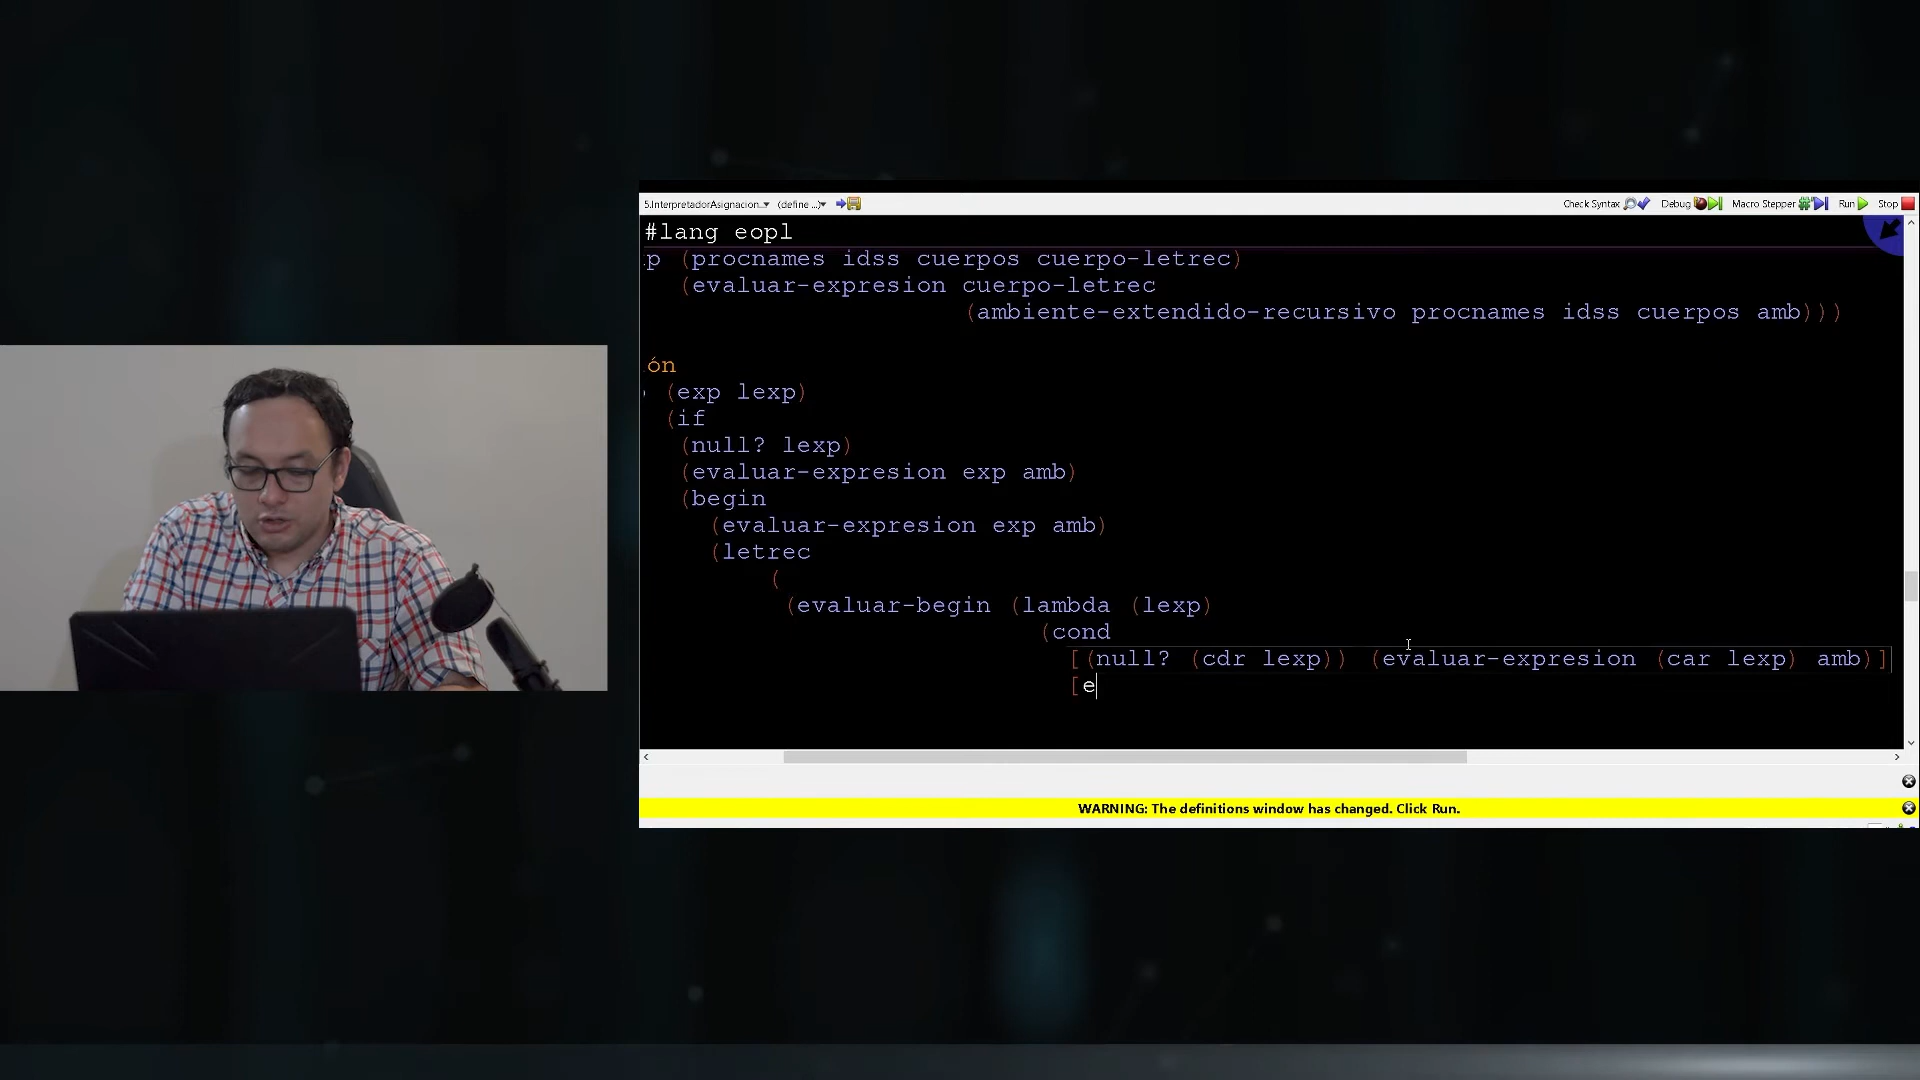 5.InterpretadorAsignacion... (define ...) Check Syntax Debug Macro Stepper Run Stop
#lang eopl
p (procnames idss cuerpos cuerpo-letrec)
(evaluar-expresion cuerpo-letrec
(ambiente-extendido-recursivo procnames idss cuerpos amb)))
ón
(exp lexp)
(if
(null? lexp)
(evaluar-expresion exp amb)
(begin
(evaluar-expresion exp amb)
(letrec
(
(evaluar-begin (lambda (lexp)
(cond
[(null? (cdr lexp)) (evaluar-expresion (car lexp) amb)]
[e
WARNING: The definitions window has changed. Click Run.